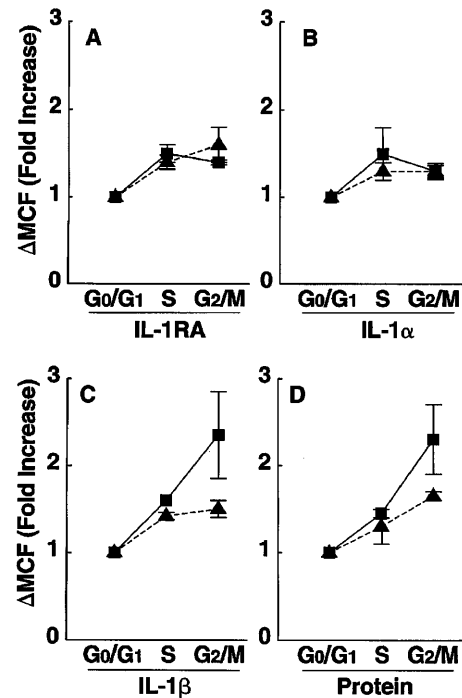 A
B
ΔMCF (Fold Increase)
3
2
1
0
3
2
1
0
G0/G1 S G2/M
G0/G1 S G2/M
IL-1RA
IL-1α
C
D
ΔMCF (Fold Increase)
3
2
1
0
3
2
1
0
G0/G1 S G2/M
G0/G1 S G2/M
IL-1β
Protein